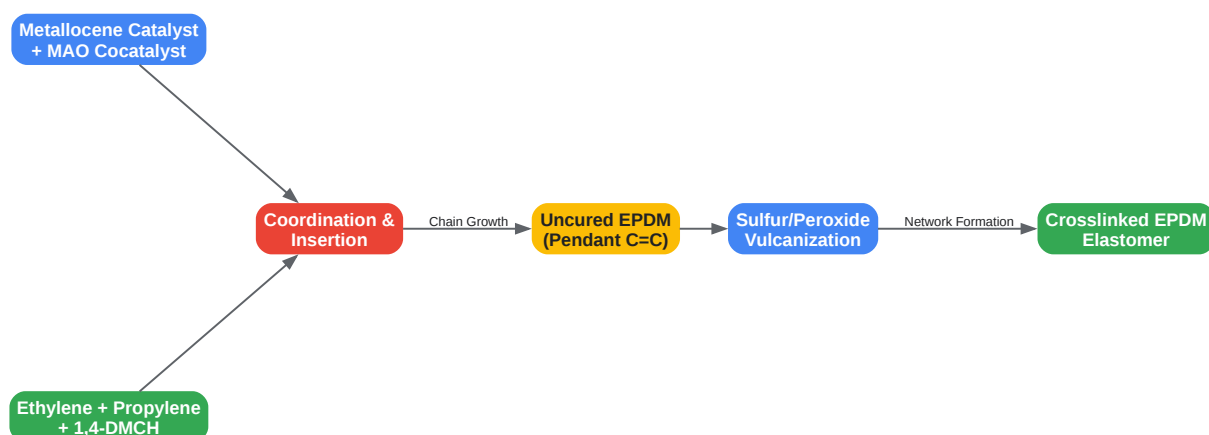 Metallocene Catalyst
+ MAO Cocatalyst
Coordination &
Insertion
Chain Growth
Uncured EPDM
(Pendant C=C)
Sulfur/Peroxide
Vulcanization
Network Formation
Crosslinked EPDM
Elastomer
Ethylene + Propylene
+ 1,4-DMCH